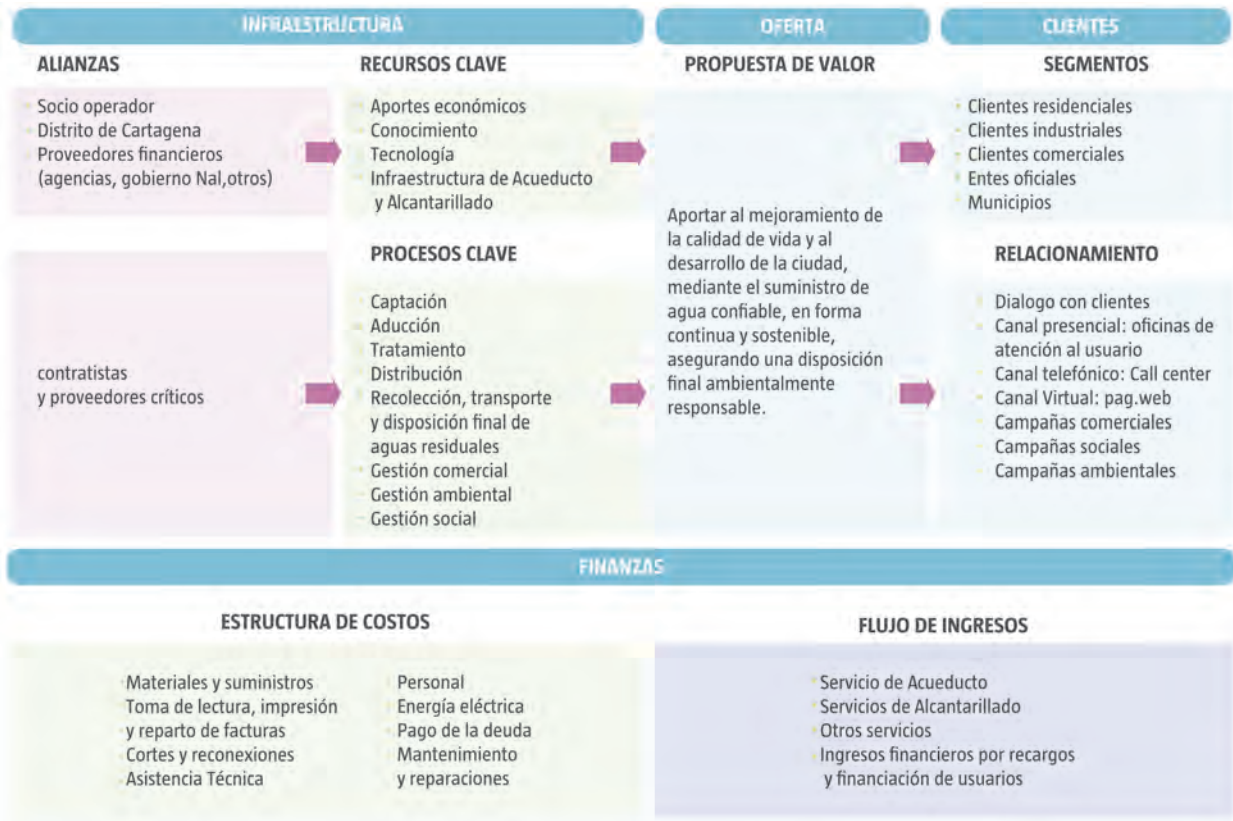 INFRAESTRUCTURA
OFERTA
CLIENTES
ALIANZAS
Socio operador
Distrito de Cartagena
Proveedores financieros
(agencias, gobierno Nal,otros)
contratistas
y proveedores críticos
RECURSOS CLAVE
Aportes económicos
Conocimiento
Tecnología
Infraestructura de Acueducto
y Alcantarillado
PROCESOS CLAVE
Captación
Aducción
Tratamiento
Distribución
Recolección, transporte
y disposición final de
aguas residuales
Gestión comercial
Gestión ambiental
Gestión social
PROPUESTA DE VALOR
Aportar al mejoramiento de
la calidad de vida y al
desarrollo de la ciudad,
mediante el suministro de
agua confiable, en forma
continua y sostenible,
asegurando una disposición
final ambientalmente
responsable.
SEGMENTOS
Clientes residenciales
Clientes industriales
Clientes comerciales
Entes oficiales
Municipios
RELACIONAMIENTO
Dialogo con clientes
Canal presencial: oficinas de
atención al usuario
Canal telefónico: Call center
Canal Virtual: pag.web
Campañas comerciales
Campañas sociales
Campañas ambientales
FINANZAS
ESTRUCTURA DE COSTOS
Materiales y suministros
Toma de lectura, impresión
y reparto de facturas
Cortes y reconexiones
Asistencia Técnica
Personal
Energía eléctrica
Pago de la deuda
Mantenimiento
y reparaciones
FLUJO DE INGRESOS
Servicio de Acueducto
Servicios de Alcantarillado
Otros servicios
Ingresos financieros por recargos
y financiación de usuarios